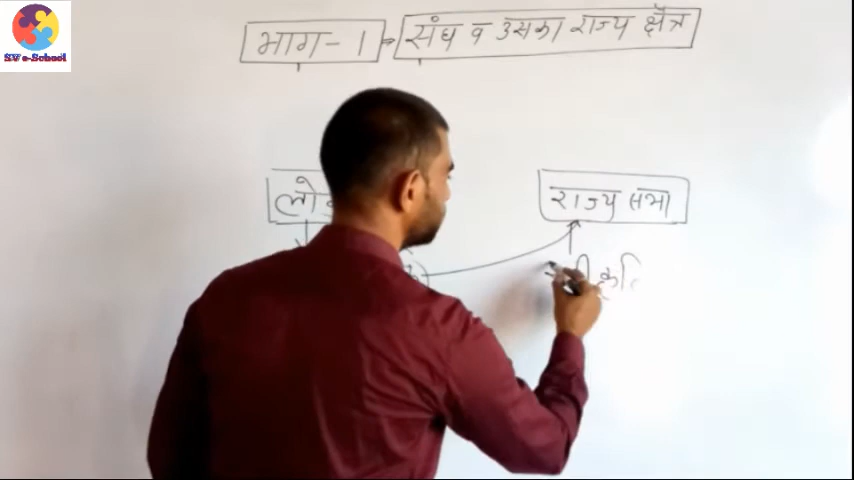 SV e-School
भाग-1 → संघ व उसका राज्य क्षेत्र
राज्य सभा